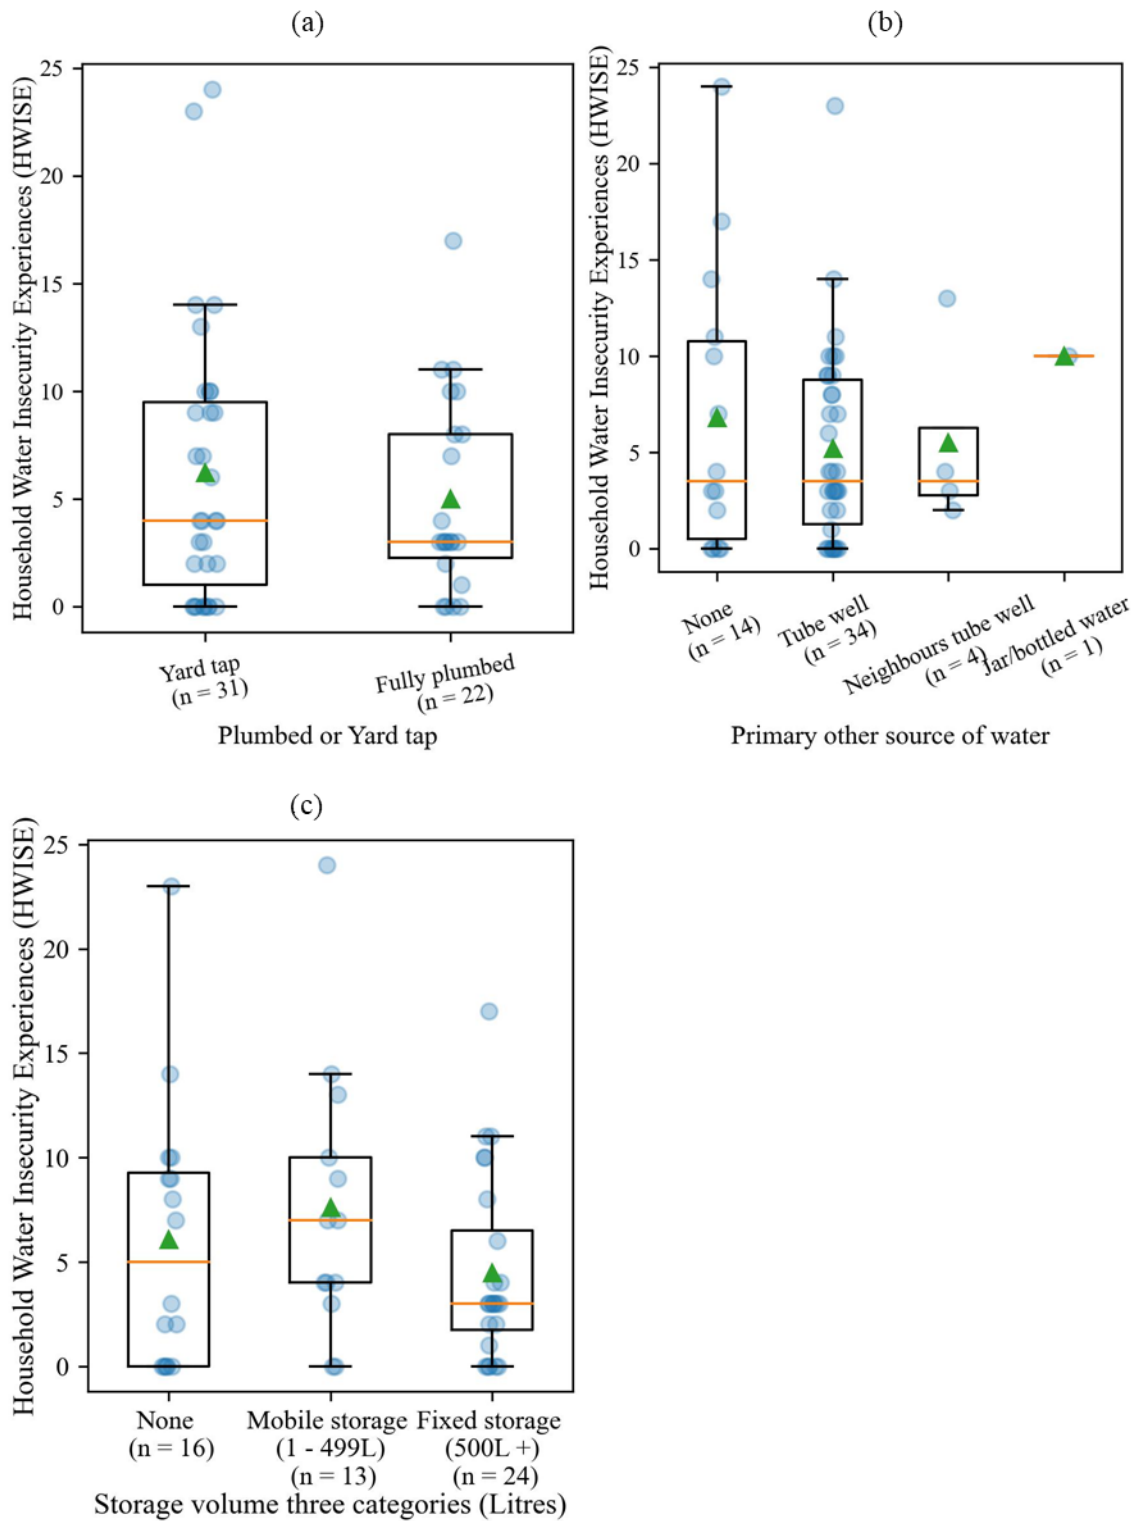 (a)
Household Water Insecurity Experiences (HWISE)
25
20
15
10
5
0
Yard tap
(n = 31)
Fully plumbed
(n = 22)
Plumbed or Yard tap
(b)
Household Water Insecurity Experiences (HWISE)
25
20
15
10
5
0
None
(n = 14)
Tube well
(n = 34)
Neighbours tube well
(n = 4)
Jar/bottled water
(n = 1)
Primary other source of water
(c)
Household Water Insecurity Experiences (HWISE)
25
20
15
10
5
0
None
(n = 16)
Mobile storage
(1 - 499L)
(n = 13)
Fixed storage
(500L +)
(n = 24)
Storage volume three categories (Litres)